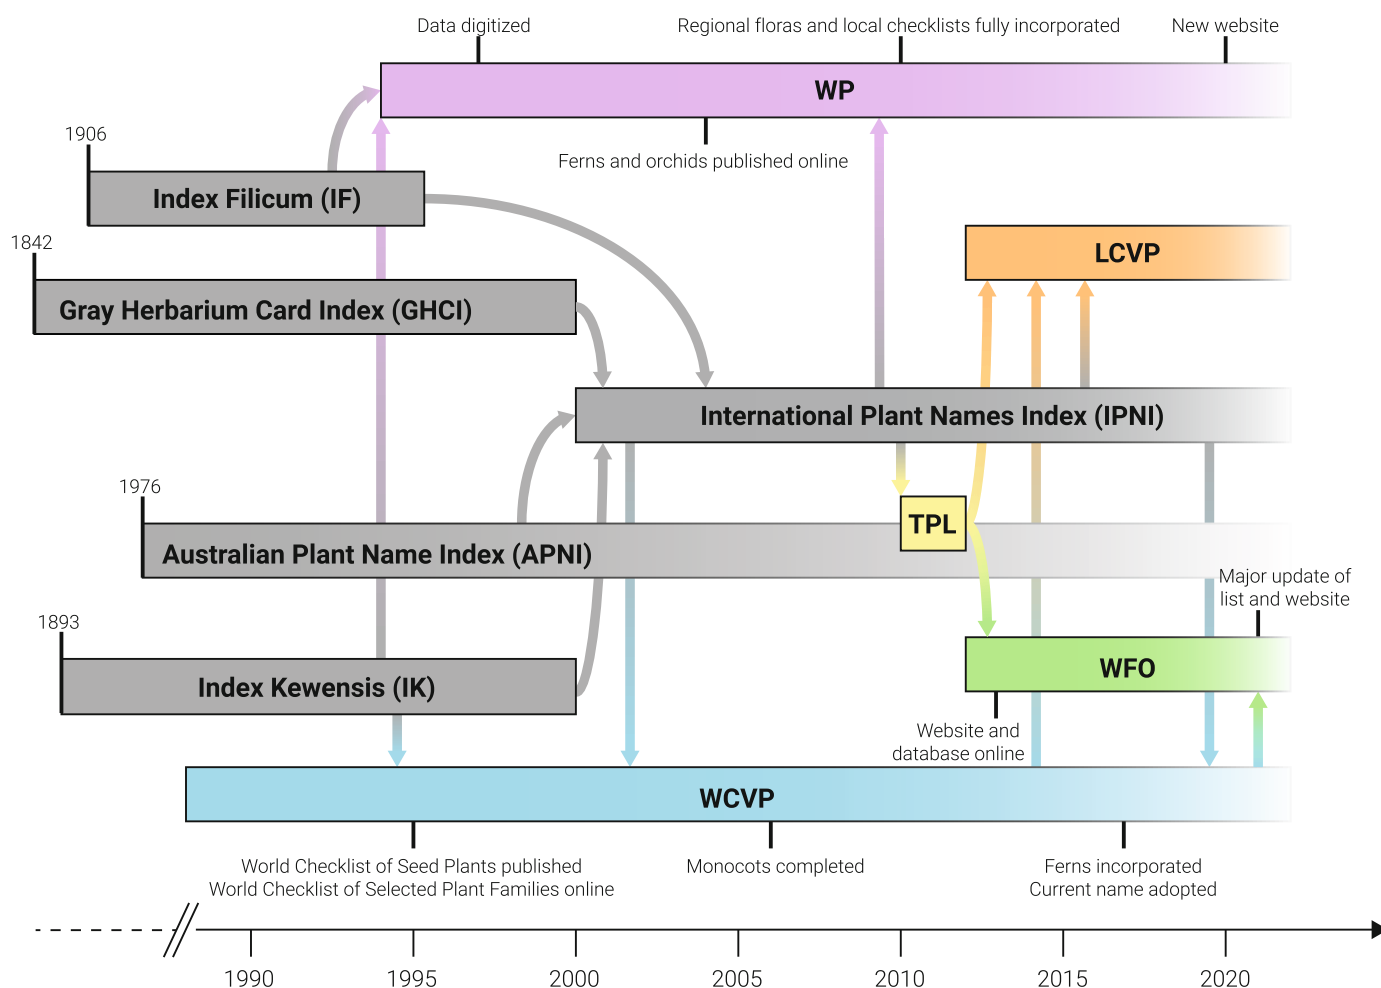 Data digitized
Regional floras and local checklists fully incorporated
New website
WP
1906
Ferns and orchids published online
Index Filicum (IF)
1842
LCVP
Gray Herbarium Card Index (GHCI)
International Plant Names Index (IPNI)
1976
TPL
Australian Plant Name Index (APNI)
Major update of
list and website
1893
WFO
Index Kewensis (IK)
Website and
database online
WCVP
World Checklist of Seed Plants published
World Checklist of Selected Plant Families online
Monocots completed
Ferns incorporated
Current name adopted
1990
1995
2000
2005
2010
2015
2020